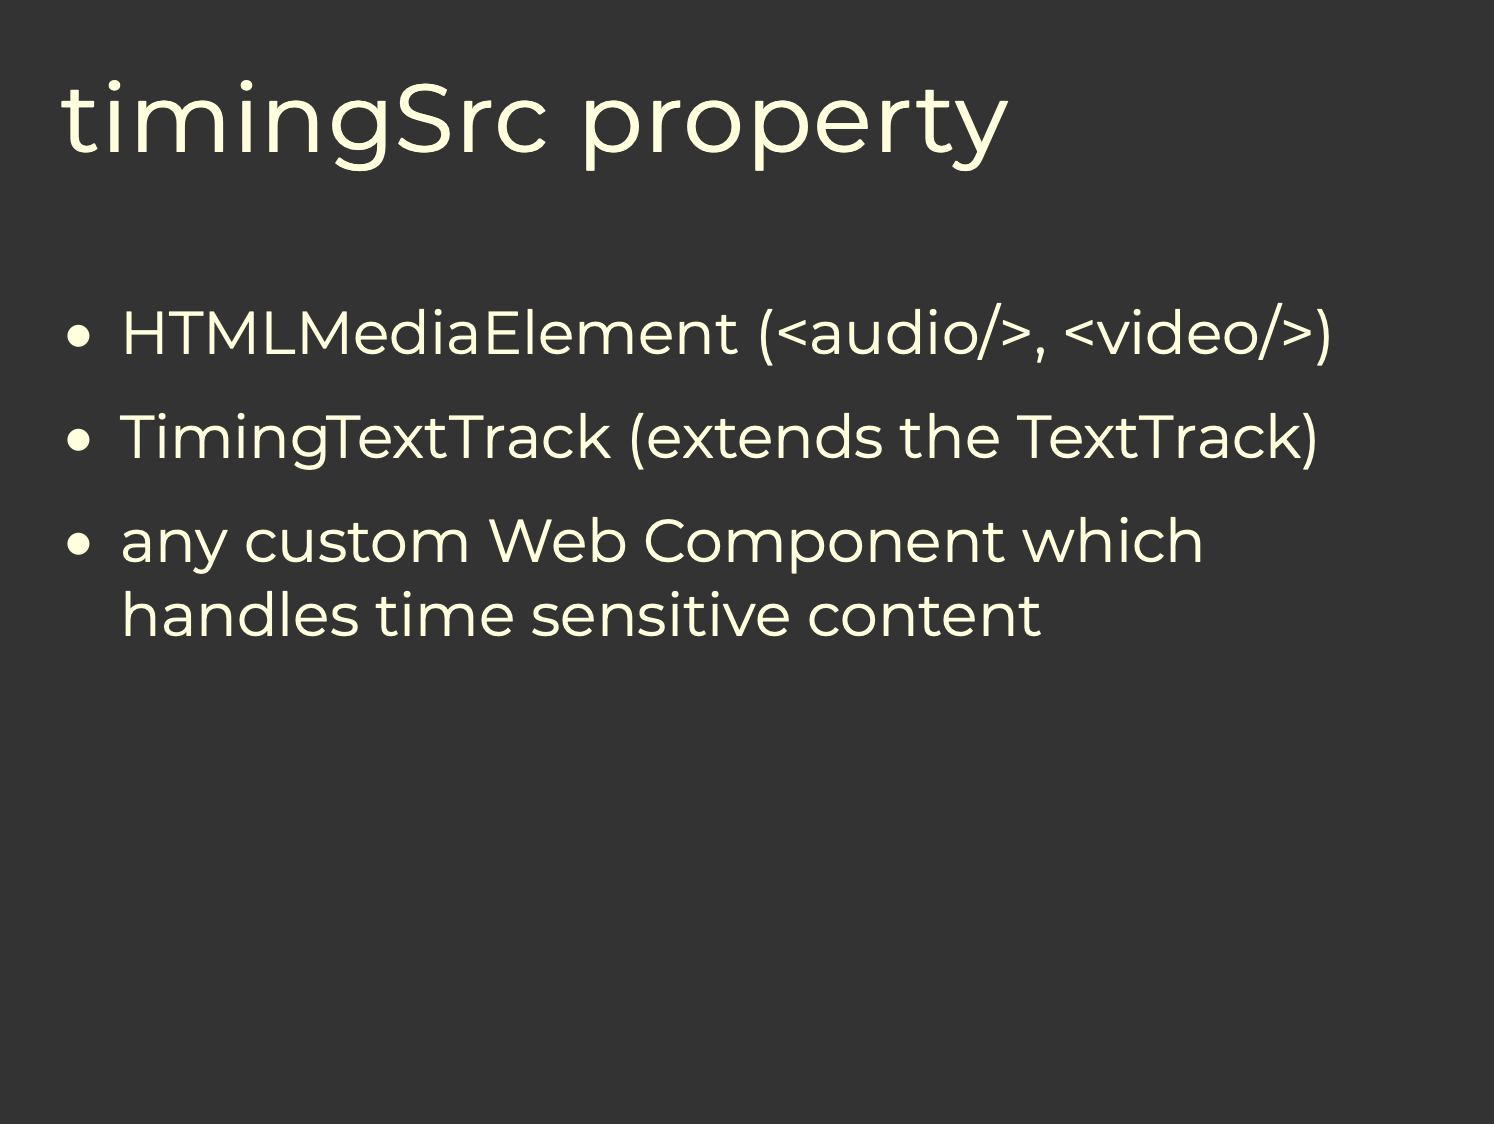 timingSrc property
• HTMLMediaElement (<audio/>, <video/>)
• TimingTextTrack (extends the TextTrack)
• any custom Web Component which
handles time sensitive content